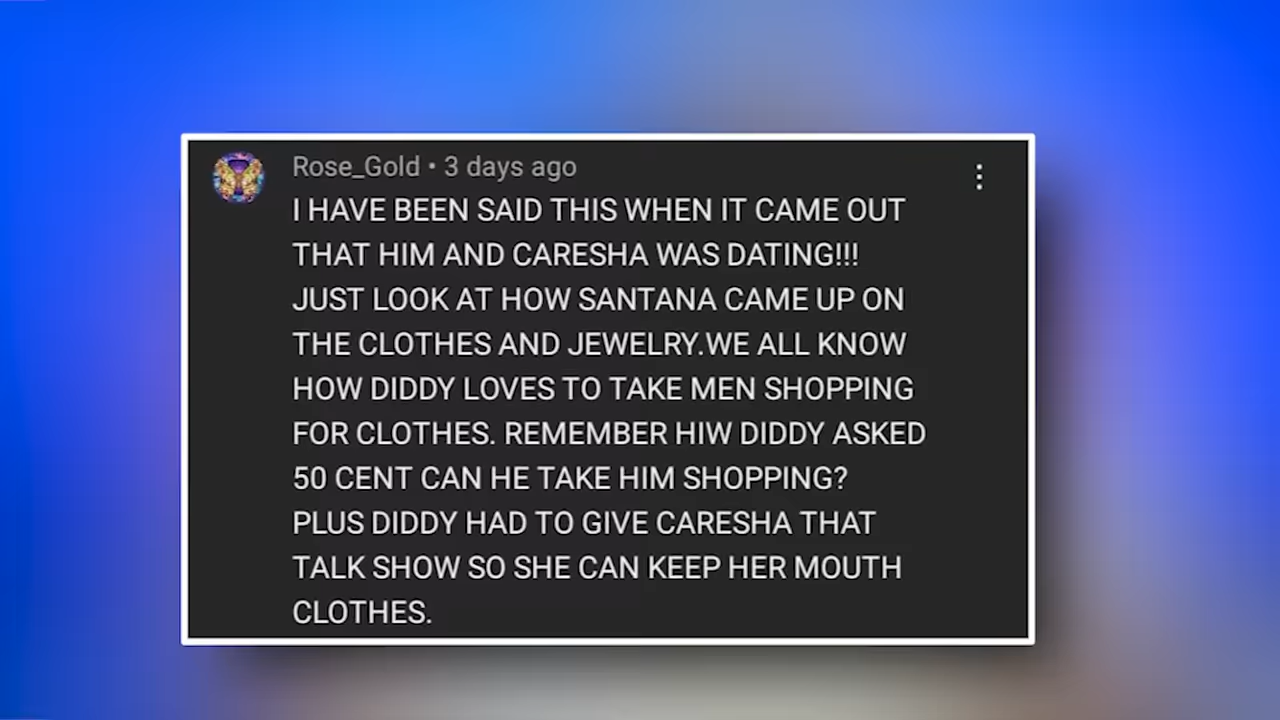 Rose_Gold • 3 days ago
I HAVE BEEN SAID THIS WHEN IT CAME OUT
THAT HIM AND CARESHA WAS DATING!!!
JUST LOOK AT HOW SANTANA CAME UP ON
THE CLOTHES AND JEWELRY.WE ALL KNOW
HOW DIDDY LOVES TO TAKE MEN SHOPPING
FOR CLOTHES. REMEMBER HIW DIDDY ASKED
50 CENT CAN HE TAKE HIM SHOPPING?
PLUS DIDDY HAD TO GIVE CARESHA THAT
TALK SHOW SO SHE CAN KEEP HER MOUTH
CLOTHES.